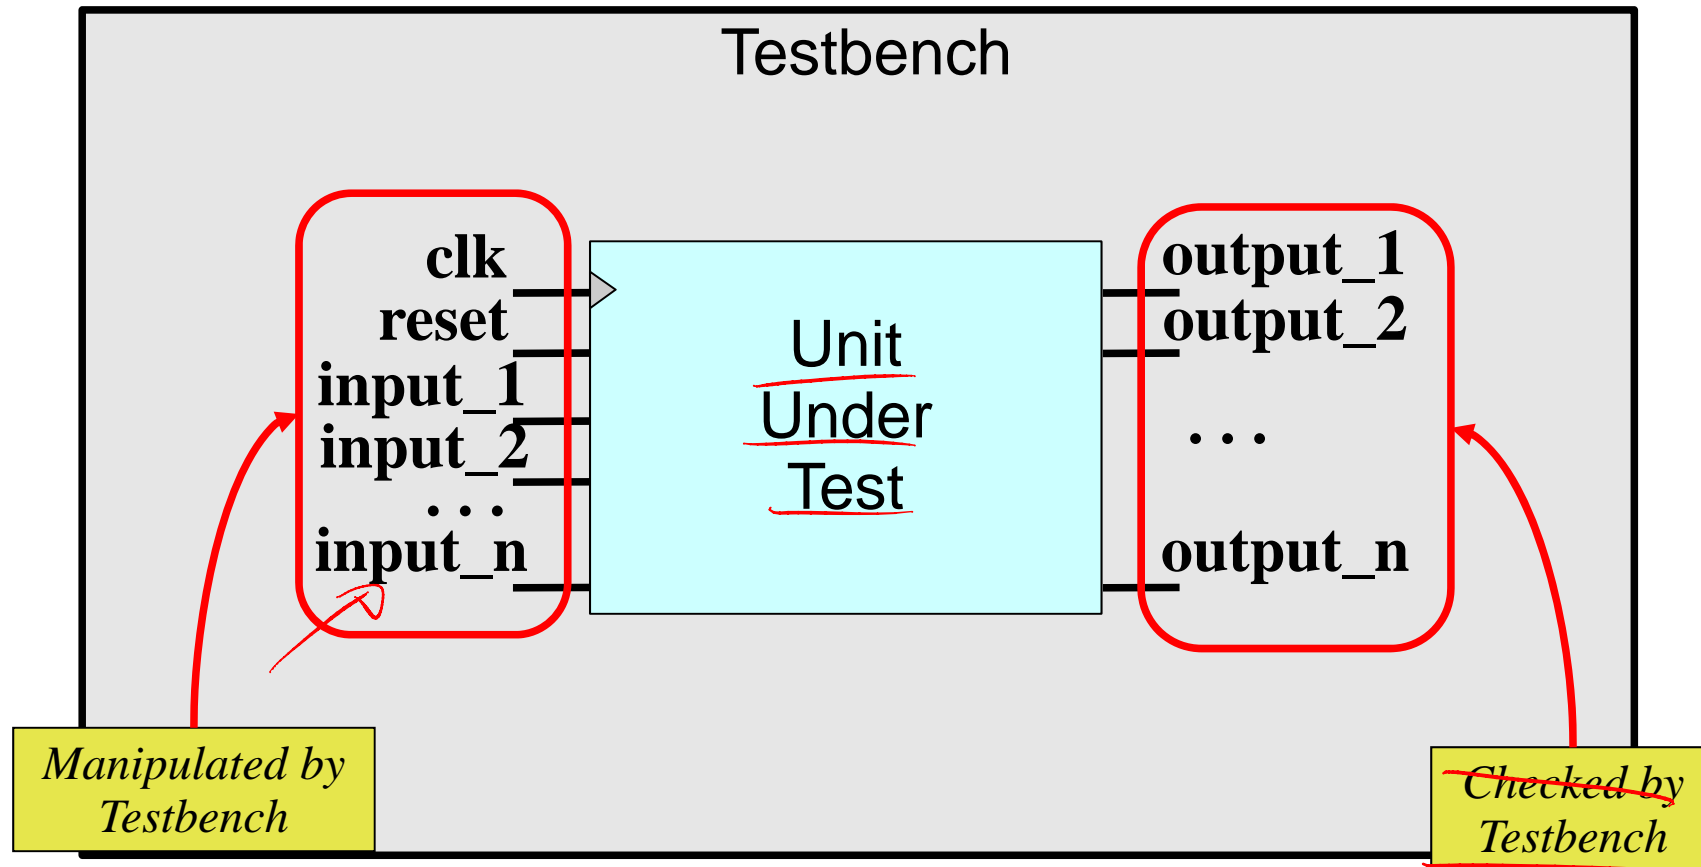 Testbench
clk
reset
input_1
input_2
...
input_n
Unit
Under
Test
output_1
output_2
...
output_n
Manipulated by
Testbench
Checked by
Testbench